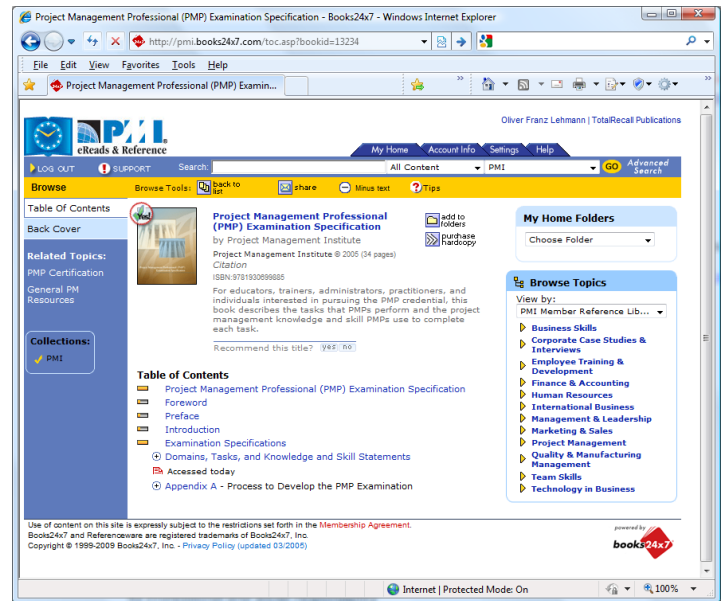 Project Management Professional (PMP) Examination Specification - Books24x7 - Windows Internet Explorer
http://pmi.books24x7.com/toc.asp?bookid=13234
File Edit View Favorites Tools Help
Project Management Professional (PMP) Examin...
Oliver Franz Lehmann | TotalRecall Publications
PMI
eReads & Reference
My Home Account Info Settings Help
LOG OUT SUPPORT Search: All Content PMI GO Advanced Search
Browse Browse Tools: back to list share Minus text Tips
Table Of Contents
Back Cover
Related Topics:
PMP Certification
General PM
Resources
Collections:
PMI
Yes!
Project Management Professional
(PMP) Examination Specification
by Project Management Institute
Project Management Institute © 2005 (34 pages)
Citation
ISBN:9781930699885
For educators, trainers, administrators, practitioners, and
individuals interested in pursuing the PMP credential, this
book describes the tasks that PMPs perform and the project
management knowledge and skill PMPs use to complete
each task.
Recommend this title? yes no
add to
folders
purchase
hardcopy
Table of Contents
Project Management Professional (PMP) Examination Specification
Foreword
Preface
Introduction
Examination Specifications
Domains, Tasks, and Knowledge and Skill Statements
Accessed today
Appendix A - Process to Develop the PMP Examination
My Home Folders
Choose Folder
Browse Topics
View by:
PMI Member Reference Lib...
Business Skills
Corporate Case Studies &
Interviews
Employee Training &
Development
Finance & Accounting
Human Resources
International Business
Management & Leadership
Marketing & Sales
Project Management
Quality & Manufacturing
Management
Team Skills
Technology in Business
Use of content on this site is expressly subject to the restrictions set forth in the Membership Agreement.
Books24x7 and Referenceware are registered trademarks of Books24x7, Inc.
Copyright © 1999-2009 Books24x7, Inc. - Privacy Policy (updated 03/2005)
powered by
books24x7
Internet | Protected Mode: On 100%